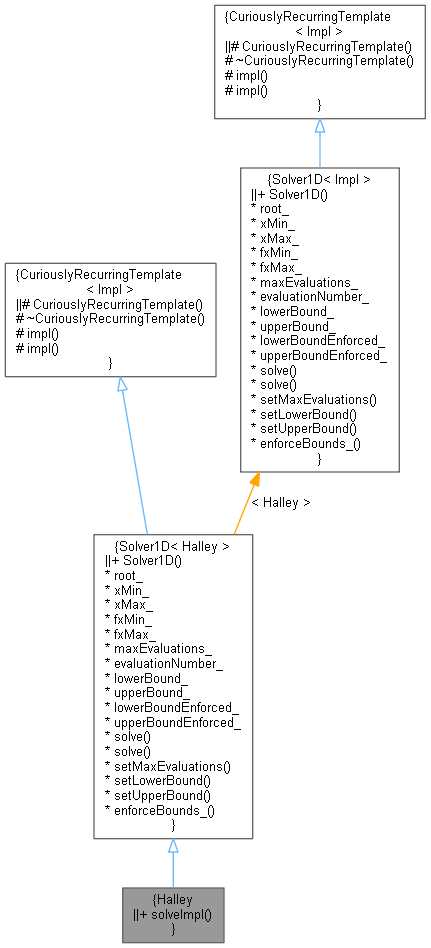 {CuriouslyRecurringTemplate
< Impl >
||# CuriouslyRecurringTemplate()
# ~CuriouslyRecurringTemplate()
# impl()
# impl()
}
{Solver1D< Impl >
||+ Solver1D()
* root_
* xMin_
* xMax_
* fxMin_
* fxMax_
* maxEvaluations_
* evaluationNumber_
* lowerBound_
* upperBound_
* lowerBoundEnforced_
* upperBoundEnforced_
* solve()
* solve()
* setMaxEvaluations()
* setLowerBound()
* setUpperBound()
* enforceBounds_()
}
{CuriouslyRecurringTemplate
< Impl >
||# CuriouslyRecurringTemplate()
# ~CuriouslyRecurringTemplate()
# impl()
# impl()
}
< Halley >
{Solver1D< Halley >
||+ Solver1D()
* root_
* xMin_
* xMax_
* fxMin_
* fxMax_
* maxEvaluations_
* evaluationNumber_
* lowerBound_
* upperBound_
* lowerBoundEnforced_
* upperBoundEnforced_
* solve()
* solve()
* setMaxEvaluations()
* setLowerBound()
* setUpperBound()
* enforceBounds_()
}
{Halley
||+ solveImpl()
}